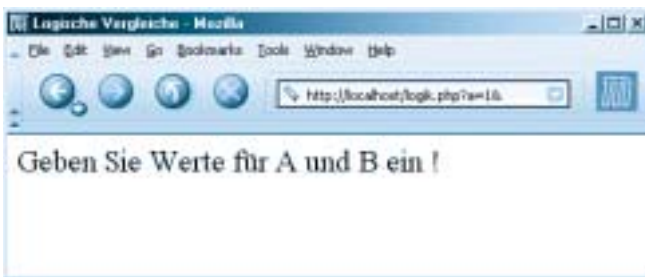 Logische Vergleiche - Mozilla
File Edit View Go Bookmarks Tools Window Help
http://localhost/logik.php?a=1&
Geben Sie Werte für A und B ein !